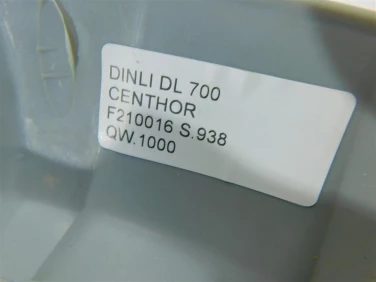 DINLI DL 700
CENTHOR
F210016 S.938
QW.1000